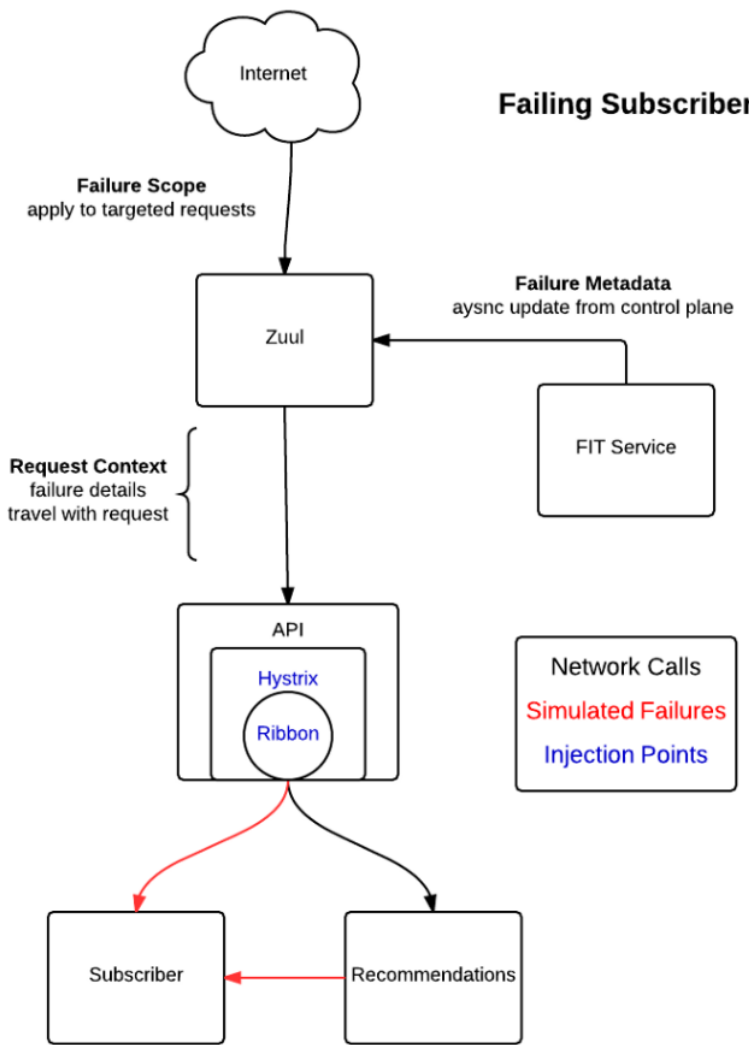 Internet
Failing Subscriber
Failure Scope
apply to targeted requests
Failure Metadata
aysnc update from control plane
Zuul
FIT Service
Request Context
failure details
travel with request
API
Hystrix
Ribbon
Network Calls
Simulated Failures
Injection Points
Subscriber
Recommendations